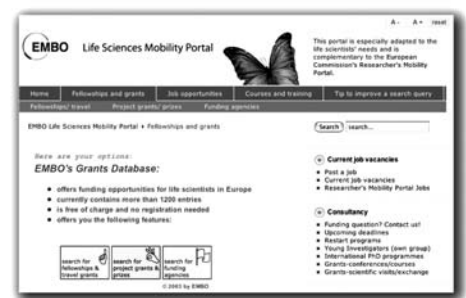 A - A + reset
EMBO Life Sciences Mobility Portal
This portal is especially adapted to the
life scientists' needs and is
complementary to the European
Commission's Researcher's Mobility
Portal.
Home Fellowships and grants Job opportunities Courses and training Tip to improve a search query
Fellowships/ travel Project grants/ prizes Funding agencies
EMBO Life Sciences Mobility Portal Fellowships and grants
Search search...
Here are your options:
EMBO's Grants Database:
• offers funding opportunities for life scientists in Europe
• currently contains more than 1200 entries
• is free of charge and no registration needed
• offers you the following features:
search for
fellowships &
travel grants
search for
project grants &
prizes
search for
funding
agencies
© 2003 by EMBO
Current job vacancies
• Post a job
• Current job vacancies
• Researcher's Mobility Portal Jobs
Consultancy
• Funding question? Contact us!
• Upcoming deadlines
• Restart programs
• Young Investigators (own group)
• International PhD programmes
• Grants-conferences/courses
• Grants-scientific visits/exchange